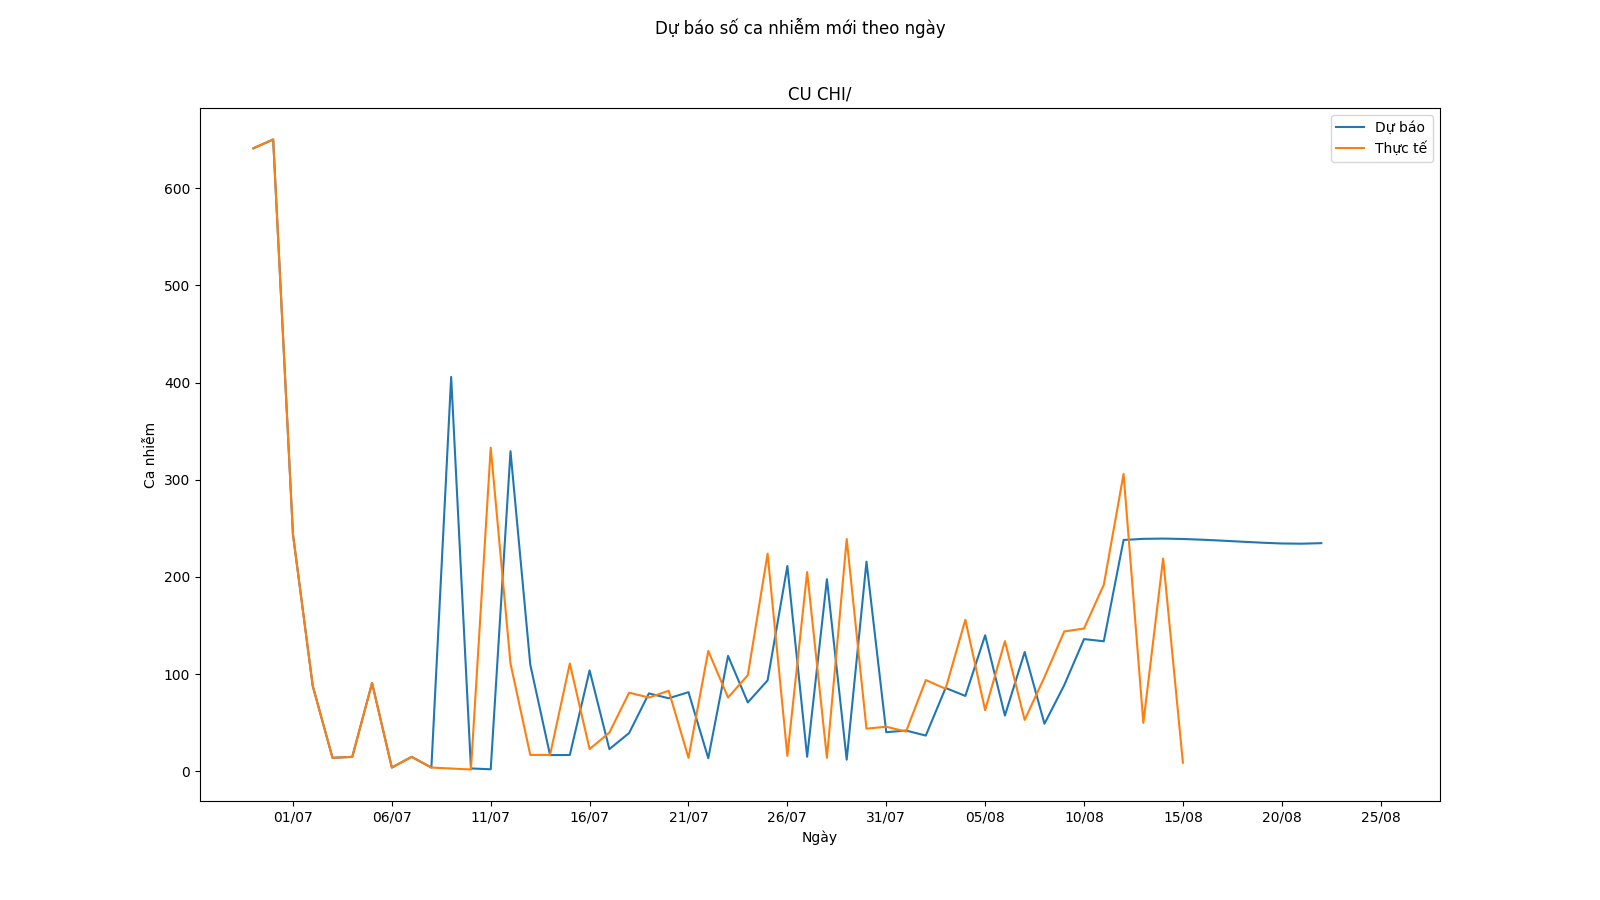 Dự báo số ca nhiễm mới theo ngày
CU CHI/
Dự báo
Thực tế
600
500
400
300
200
100
0
Ca nhiễm
01/07 06/07 11/07 16/07 21/07 26/07 31/07 05/08 10/08 15/08 20/08 25/08
Ngày